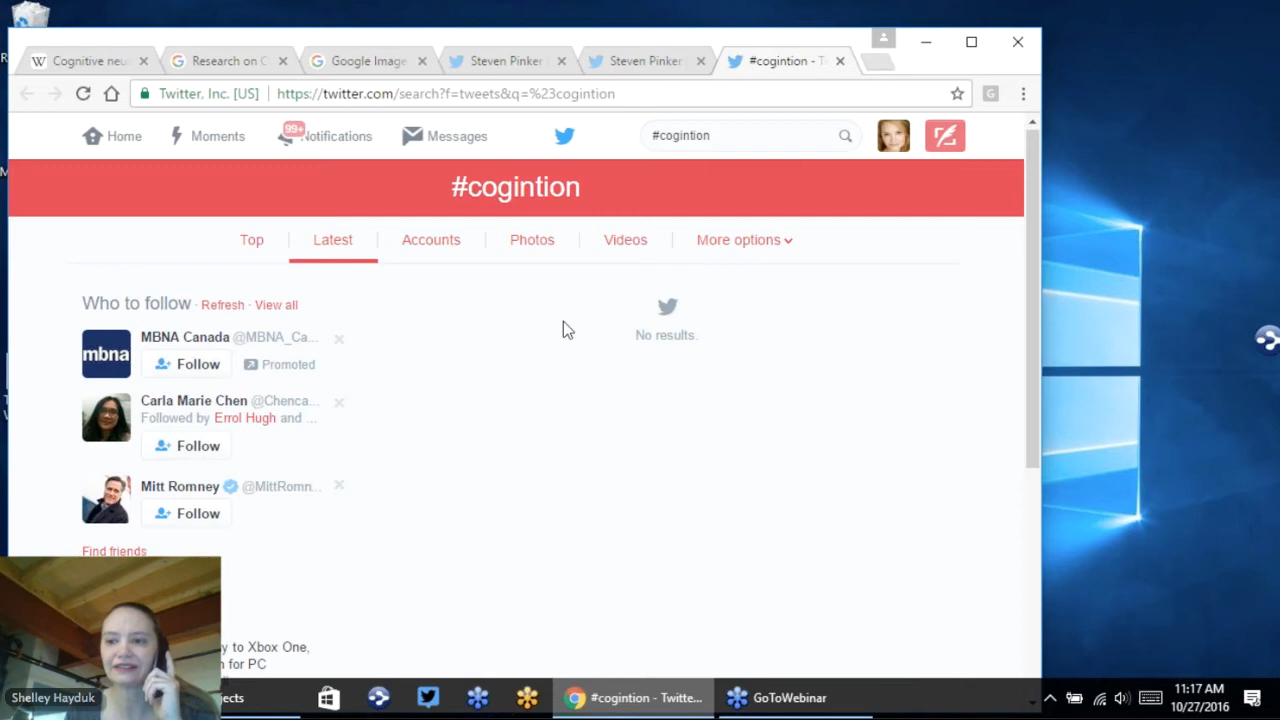 W Cognitive neu
Research on C
Google Image
Steven Pinker
Steven Pinker
#cogintion - T
Twitter, Inc. [US] https://twitter.com/search?f=tweets&q=%23cogintion
G
Home
Moments
99+
Notifications
Messages
#cogintion
#cogintion
Top
Latest
Accounts
Photos
Videos
More options
Who to follow · Refresh · View all
mbna
MBNA Canada @MBNA_Ca...
Follow
Promoted
Carla Marie Chen @Chenca...
Followed by Errol Hugh and ...
Follow
Mitt Romney @MittRomn...
Follow
Find friends
No results.
y to Xbox One,
n for PC
Shelley Hayduk
jects
#cogintion - Twitte...
GoToWebinar
11:17 AM
10/27/2016